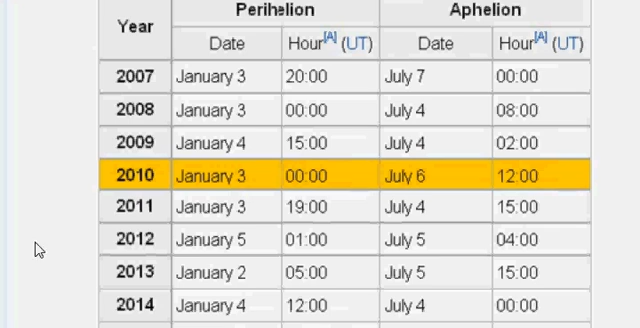 Year Perihelion Aphelion
Date Hour[A] (UT) Date Hour[A] (UT)
2007 January 3 20:00 July 7 00:00
2008 January 3 00:00 July 4 08:00
2009 January 4 15:00 July 4 02:00
2010 January 3 00:00 July 6 12:00
2011 January 3 19:00 July 4 15:00
2012 January 5 01:00 July 5 04:00
2013 January 2 05:00 July 5 15:00
2014 January 4 12:00 July 4 00:00